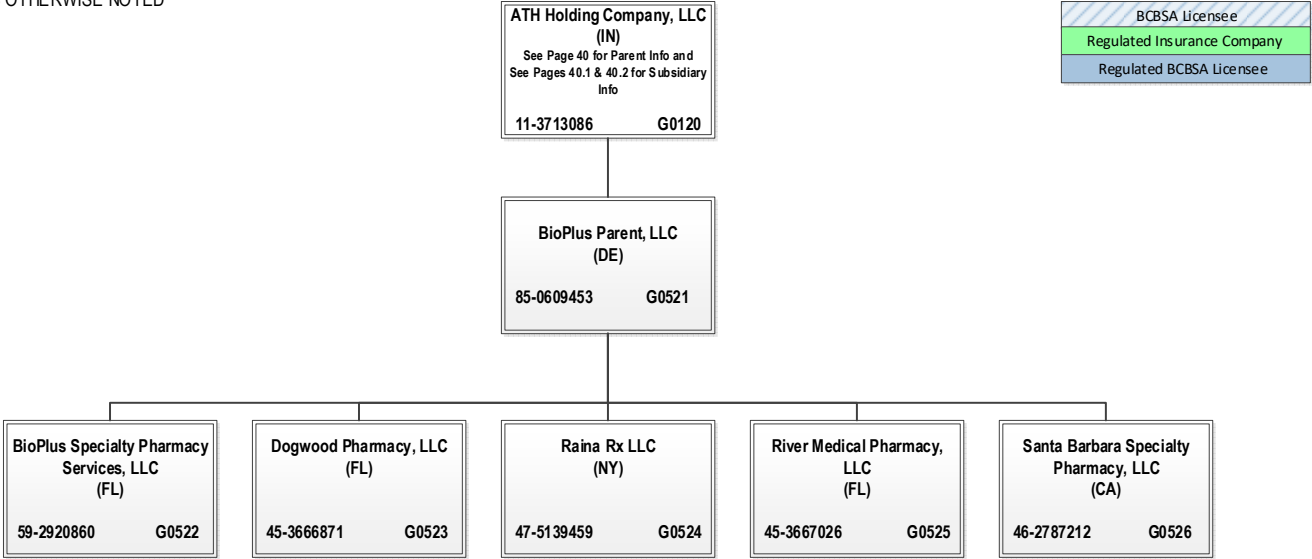 OTHERWISE NOTED
ATH Holding Company, LLC
(IN)
See Page 40 for Parent Info and
See Pages 40.1 & 40.2 for Subsidiary
Info
11-3713086 G0120
BCBSA Licensee
Regulated Insurance Company
Regulated BCBSA Licensee
BioPlus Parent, LLC
(DE)
85-0609453 G0521
BioPlus Specialty Pharmacy
Services, LLC
(FL)
59-2920860 G0522
Dogwood Pharmacy, LLC
(FL)
45-3666871 G0523
Raina Rx LLC
(NY)
47-5139459 G0524
River Medical Pharmacy,
LLC
(FL)
45-3667026 G0525
Santa Barbara Specialty
Pharmacy, LLC
(CA)
46-2787212 G0526